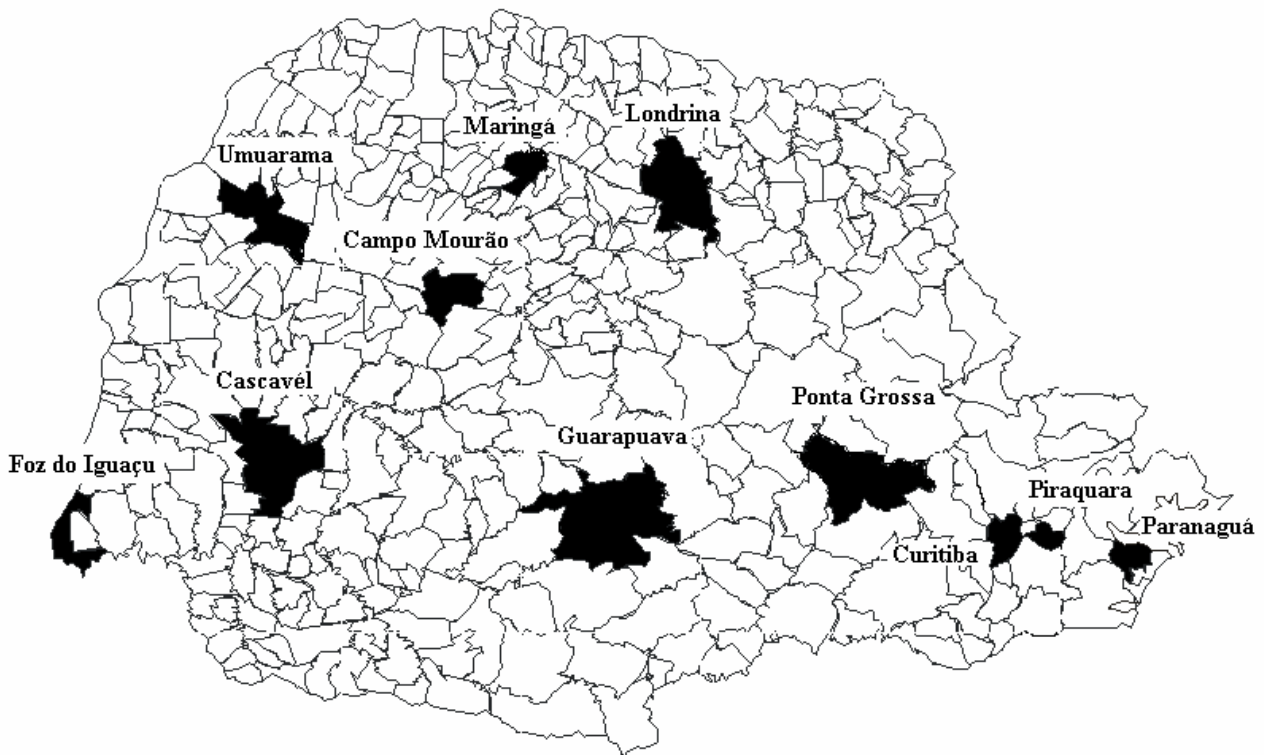 Londrina
Maringá
Umuarama
Campo Mourão
Cascavél
Ponta Grossa
Guarapuava
Foz do Iguaçu
Piraquara
Paranaguá
Curitiba